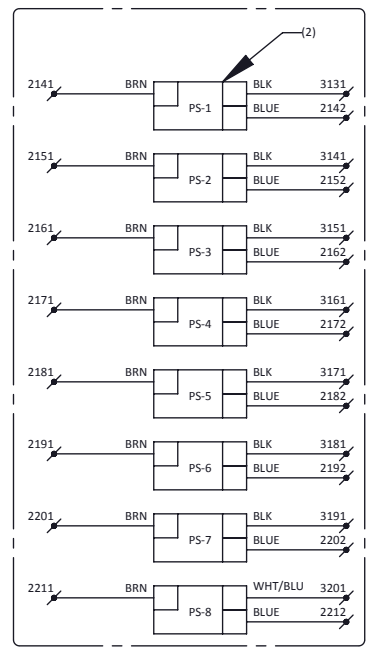 (2)
2141 BRN BLK 3131
PS-1 BLUE 2142
2151 BRN BLK 3141
PS-2 BLUE 2152
2161 BRN BLK 3151
PS-3 BLUE 2162
2171 BRN BLK 3161
PS-4 BLUE 2172
2181 BRN BLK 3171
PS-5 BLUE 2182
2191 BRN BLK 3181
PS-6 BLUE 2192
2201 BRN BLK 3191
PS-7 BLUE 2202
2211 BRN WHT/BLU 3201
PS-8 BLUE 2212